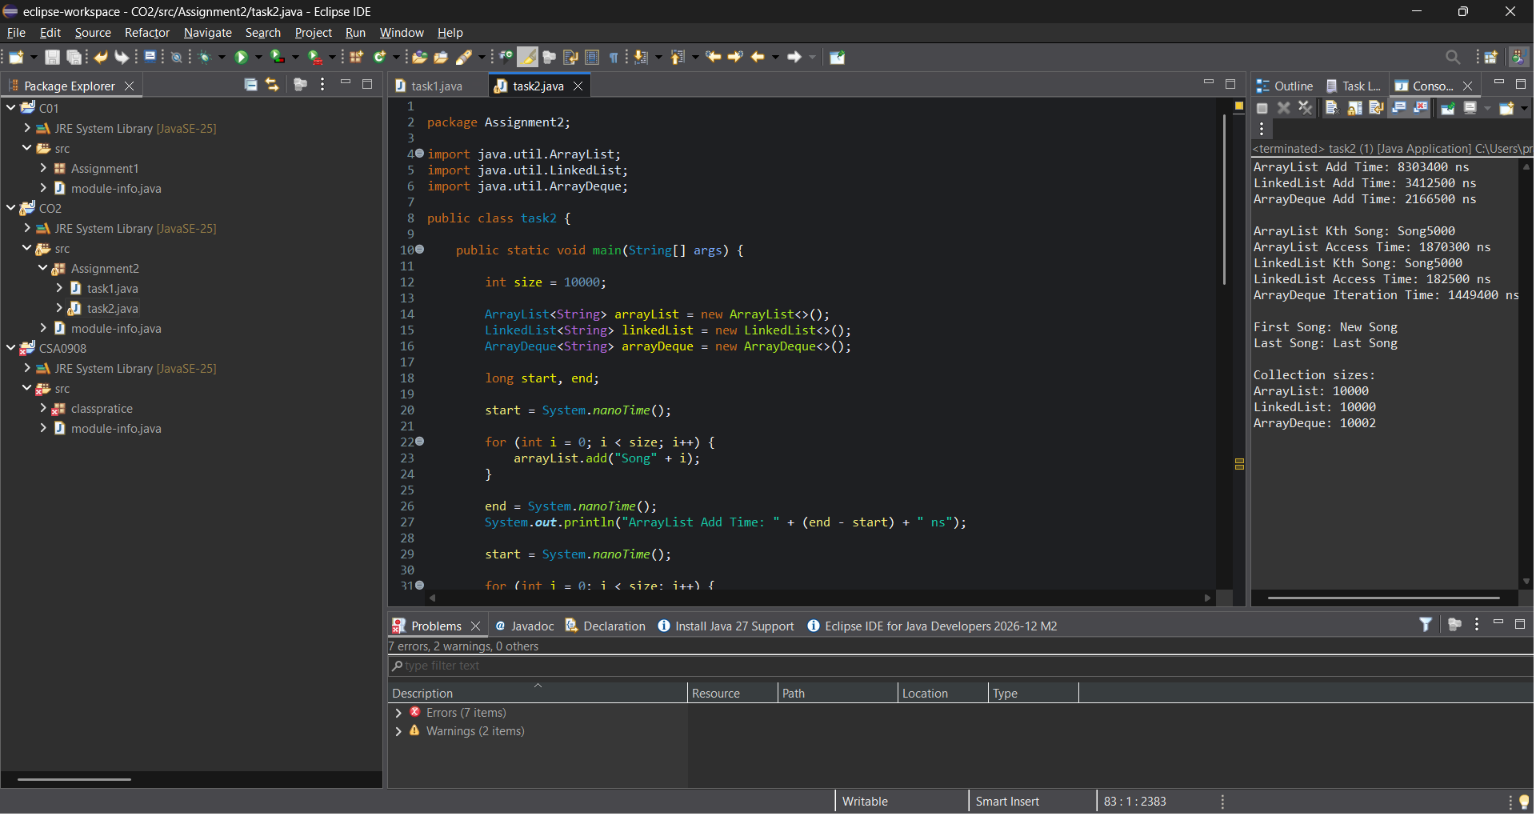 eclipse-workspace - CO2/src/Assignment2/task2.java - Eclipse IDE
File Edit Source Refactor Navigate Search Project Run Window Help
Package Explorer
C01
JRE System Library [JavaSE-25]
src
Assignment1
module-info.java
CO2
JRE System Library [JavaSE-25]
src
Assignment2
task1.java
task2.java
module-info.java
CSA0908
JRE System Library [JavaSE-25]
src
classpratice
module-info.java
task1.java task2.java
1
2 package Assignment2;
3
4 import java.util.ArrayList;
5 import java.util.LinkedList;
6 import java.util.ArrayDeque;
7
8 public class task2 {
9
10 public static void main(String[] args) {
11
12 int size = 10000;
13
14 ArrayList<String> arrayList = new ArrayList<>();
15 LinkedList<String> linkedList = new LinkedList<>();
16 ArrayDeque<String> arrayDeque = new ArrayDeque<>();
17
18 long start, end;
19
20 start = System.nanoTime();
21
22 for (int i = 0; i < size; i++) {
23 arrayList.add("Song" + i);
24 }
25
26 end = System.nanoTime();
27 System.out.println("ArrayList Add Time: " + (end - start) + " ns");
28
29 start = System.nanoTime();
30
31 for (int i = 0; i < size; i++) {
Outline Task L... Conso...
<terminated> task2 (1) [Java Application] C:\Users\pr
ArrayList Add Time: 8303400 ns
LinkedList Add Time: 3412500 ns
ArrayDeque Add Time: 2166500 ns
ArrayList Kth Song: Song5000
ArrayList Access Time: 1870300 ns
LinkedList Kth Song: Song5000
LinkedList Access Time: 182500 ns
ArrayDeque Iteration Time: 1449400 ns
First Song: New Song
Last Song: Last Song
Collection sizes:
ArrayList: 10000
LinkedList: 10000
ArrayDeque: 10002
Problems Javadoc Declaration Install Java 27 Support Eclipse IDE for Java Developers 2026-12 M2
7 errors, 2 warnings, 0 others
type filter text
Description Resource Path Location Type
Errors (7 items)
Warnings (2 items)
Writable Smart Insert 83 : 1 : 2383